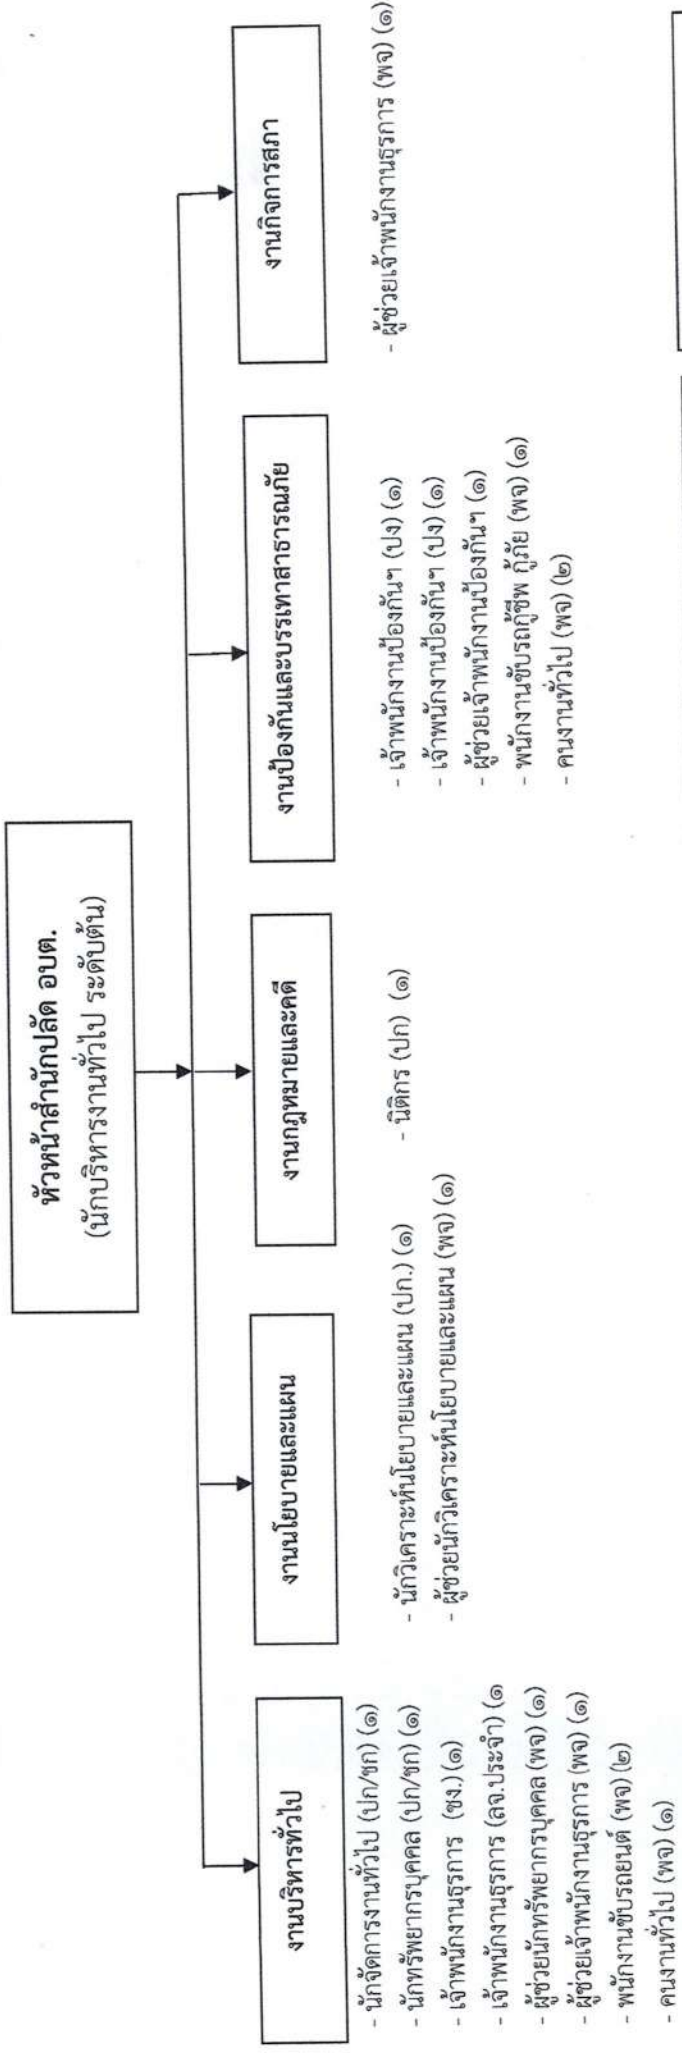 หัวหน้าสำนักปลัด อบต.
(นักบริหารงานทั่วไป ระดับต้น)
งานบริหารทั่วไป
- นักจัดการงานทั่วไป (ปก/ชก) (๑)
- นักทรัพยากรบุคคล (ปก/ชก) (๑)
- เจ้าพนักงานธุรการ (ชง.) (๑)
- เจ้าพนักงานธุรการ (ลจ.ประจำ) (๑
- ผู้ช่วยนักทรัพยากรบุคคล (พจ) (๑)
- ผู้ช่วยเจ้าพนักงานธุรการ (พจ) (๑)
- พนักงานขับรถยนต์ (พจ) (๒)
- คนงานทั่วไป (พจ) (๑)
งานนโยบายและแผน
- นักวิเคราะห์นโยบายและแผน (ปก.) (๑)
- ผู้ช่วยนักวิเคราะห์นโยบายและแผน (พจ) (๑)
งานกฎหมายและคดี
- นิติกร (ปก) (๑)
งานป้องกันและบรรเทาสาธารณภัย
- เจ้าพนักงานป้องกันฯ (ปง) (๑)
- เจ้าพนักงานป้องกันฯ (ปง) (๑)
- ผู้ช่วยเจ้าพนักงานป้องกันฯ (๑)
- พนักงานขับรถกู้ชีพ กู้ภัย (พจ) (๑)
- คนงานทั่วไป (พจ) (๒)
งานกิจการสภา
- ผู้ช่วยเจ้าพนักงานธุรการ (พจ) (๑)